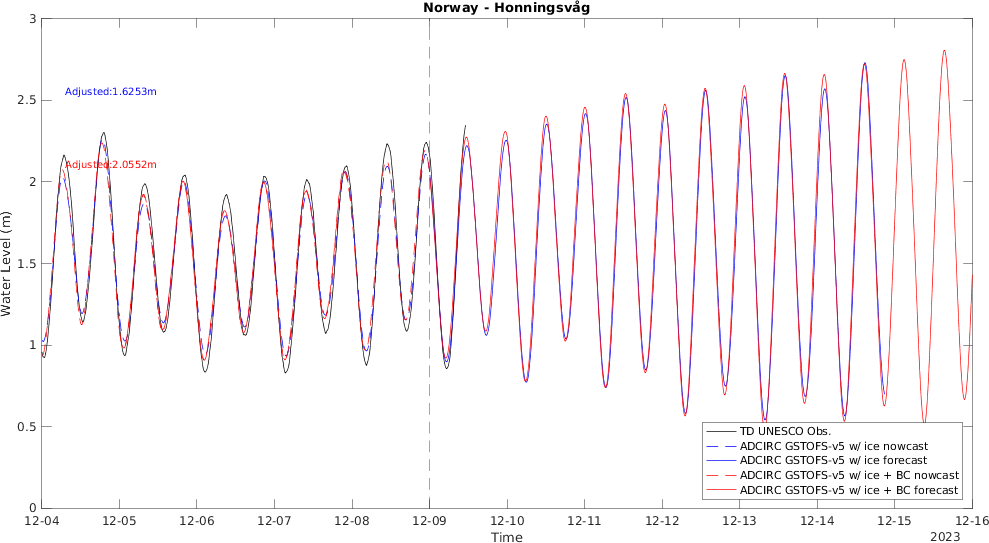 Norway - Honningsvåg
Adjusted:1.6253m
Adjusted:2.0552m
Water Level (m)
3
2.5
2
1.5
1
0.5
0
12-04 12-05 12-06 12-07 12-08 12-09 12-10 12-11 12-12 12-13 12-14 12-15 12-16
Time
2023
TD UNESCO Obs.
ADCIRC GSTOFS-v5 w/ ice nowcast
ADCIRC GSTOFS-v5 w/ ice forecast
ADCIRC GSTOFS-v5 w/ ice + BC nowcast
ADCIRC GSTOFS-v5 w/ ice + BC forecast